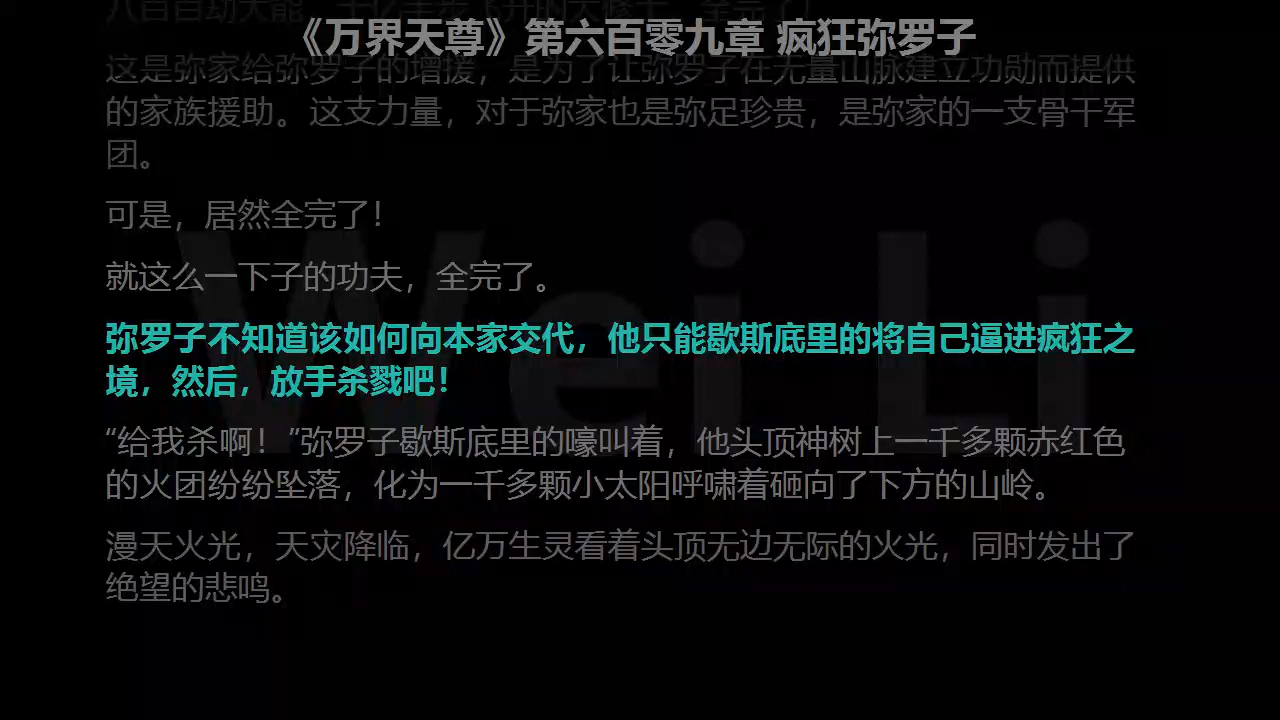 《万界天尊》第六百零九章 疯狂弥罗子
这是弥家给弥罗子的增援，是为了让弥罗子在无量山脉建立功勋而提供
的家族援助。这支力量，对于弥家也是弥足珍贵，是弥家的一支骨干军
团。
可是，居然全完了！
就这么一下子的功夫，全完了。
弥罗子不知道该如何向本家交代，他只能歇斯底里的将自己逼进疯狂之
境，然后，放手杀戮吧！
“给我杀啊！”弥罗子歇斯底里的嚎叫着，他头顶神树上一千多颗赤红色
的火团纷纷坠落，化为一千多颗小太阳呼啸着砸向了下方的山岭。
漫天火光，天灾降临，亿万生灵看着头顶无边无际的火光，同时发出了
绝望的悲鸣。
Wei Li